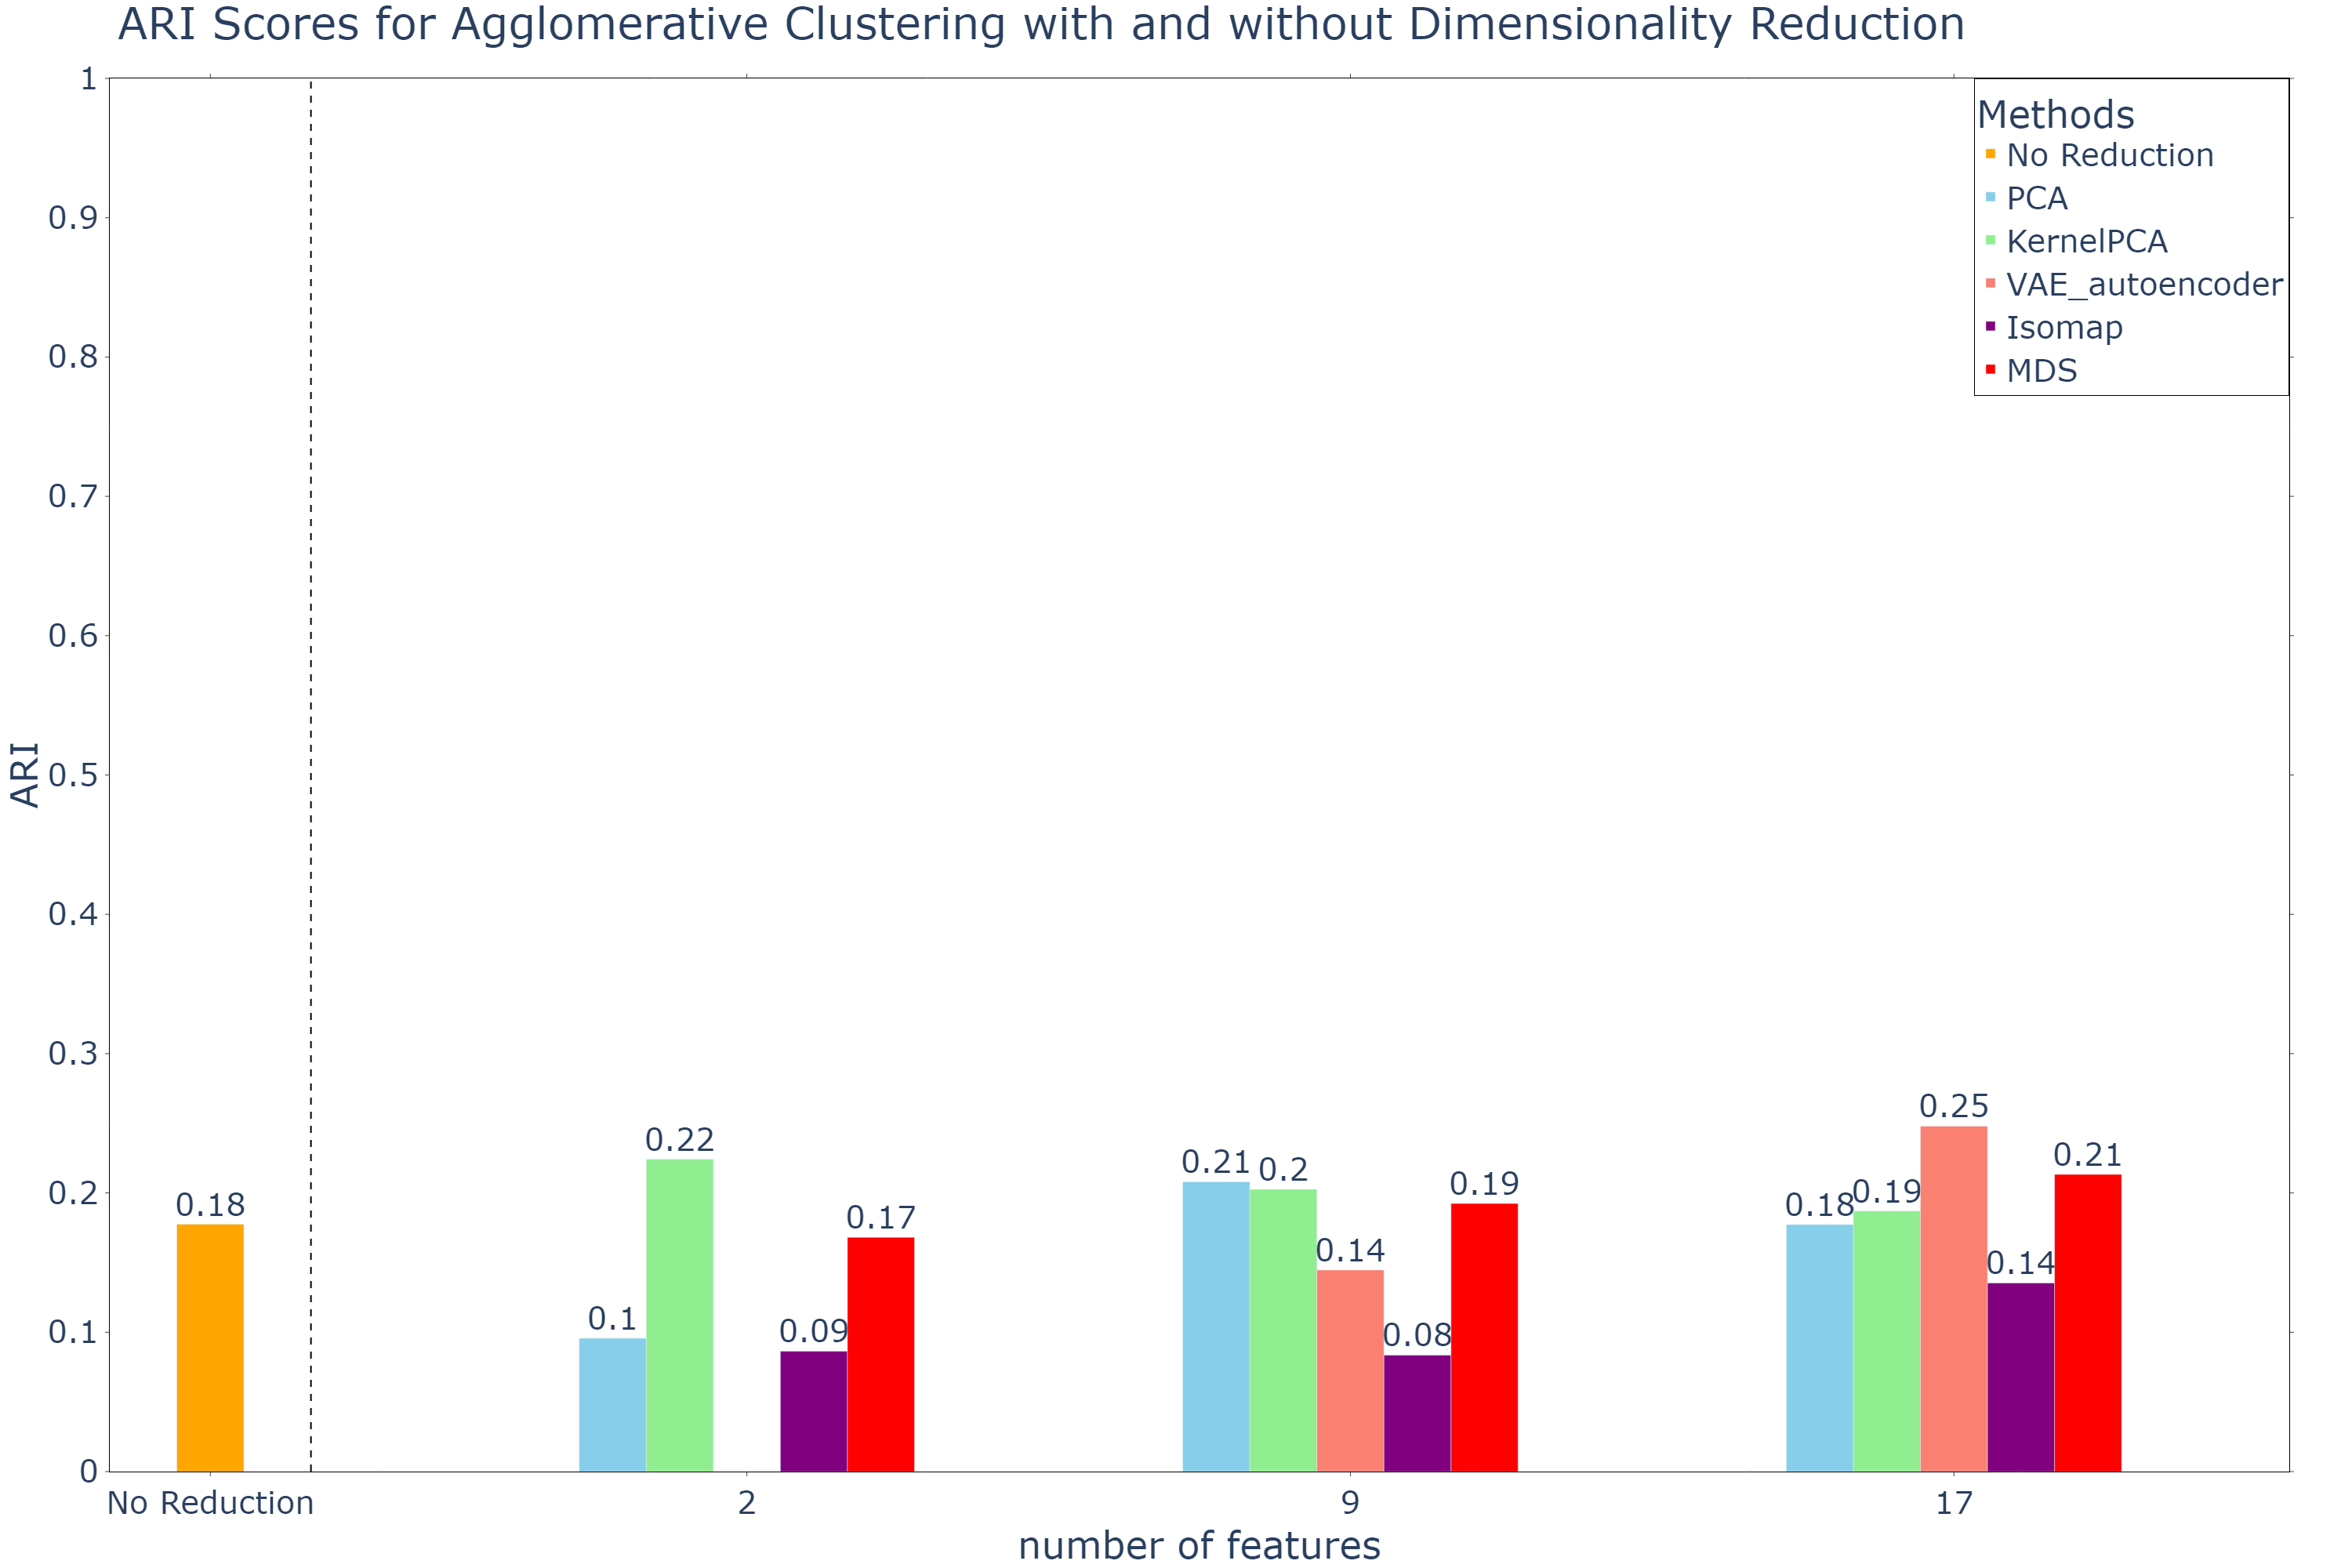 ARI Scores for Agglomerative Clustering with and without Dimensionality Reduction
1
0.9
0.8
0.7
0.6
0.5
0.4
0.3
0.2
0.1
0
ARI
Methods
No Reduction
PCA
KernelPCA
VAE_autoencoder
Isomap
MDS
0.18
0.1
0.22
0.09
0.17
0.21
0.2
0.14
0.08
0.19
0.18
0.19
0.25
0.14
0.21
No Reduction
2
9
17
number of features